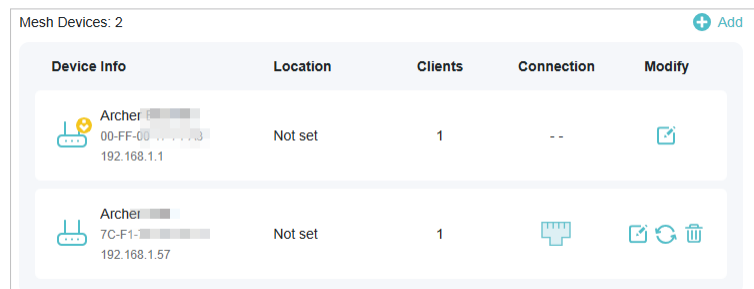 Mesh Devices: 2
Add
Device Info Location Clients Connection Modify
Archer
00-FF-00
192.168.1.1
Not set
1
- -
Archer
7C-F1-
192.168.1.57
Not set
1